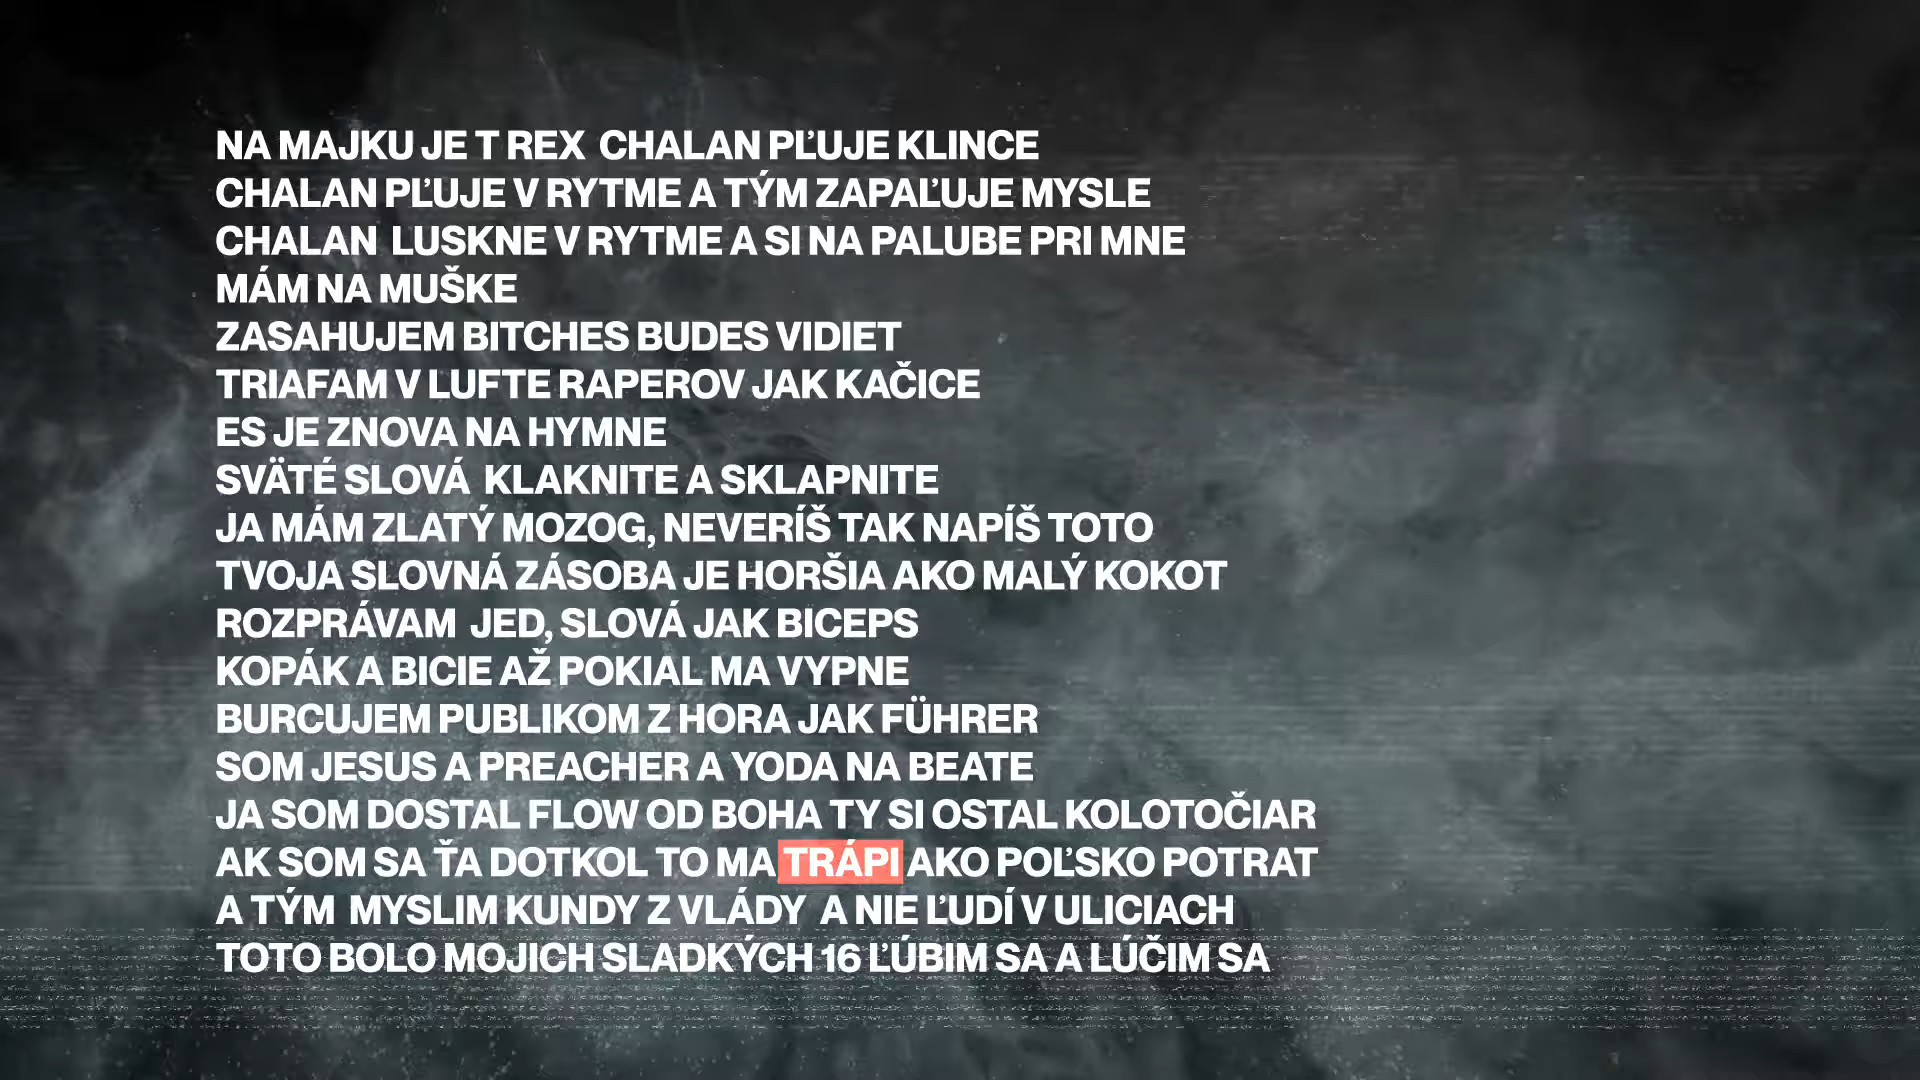 NA MAJKU JE T REX  CHALAN PĽUJE KLINCE
CHALAN PĽUJE V RYTME A TÝM ZAPAĽUJE MYSLE
CHALAN  LUSKNE V RYTME A SI NA PALUBE PRI MNE
MÁM NA MUŠKE
ZASAHUJEM BITCHES BUDES VIDIET
TRIAFAM V LUFTE RAPEROV JAK KAČICE
ES JE ZNOVA NA HYMNE
SVÄTÉ SLOVÁ  KLAKNITE A SKLAPNITE
JA MÁM ZLATÝ MOZOG, NEVERÍŠ TAK NAPÍŠ TOTO
TVOJA SLOVNÁ ZÁSOBA JE HORŠIA AKO MALÝ KOKOT
ROZPRÁVAM  JED, SLOVÁ JAK BICEPS
KOPÁK A BICIE AŽ POKIAL MA VYPNE
BURCUJEM PUBLIKOM Z HORA JAK FÜHRER
SOM JESUS A PREACHER A YODA NA BEATE
JA SOM DOSTAL FLOW OD BOHA TY SI OSTAL KOLOTOČIAR
AK SOM SA ŤA DOTKOL TO MA TRÁPI AKO POĽSKO POTRAT
A TÝM  MYSLIM KUNDY Z VLÁDY  A NIE ĽUDÍ V ULICIACH
TOTO BOLO MOJICH SLADKÝCH 16 ĽÚBIM SA A LÚČIM SA